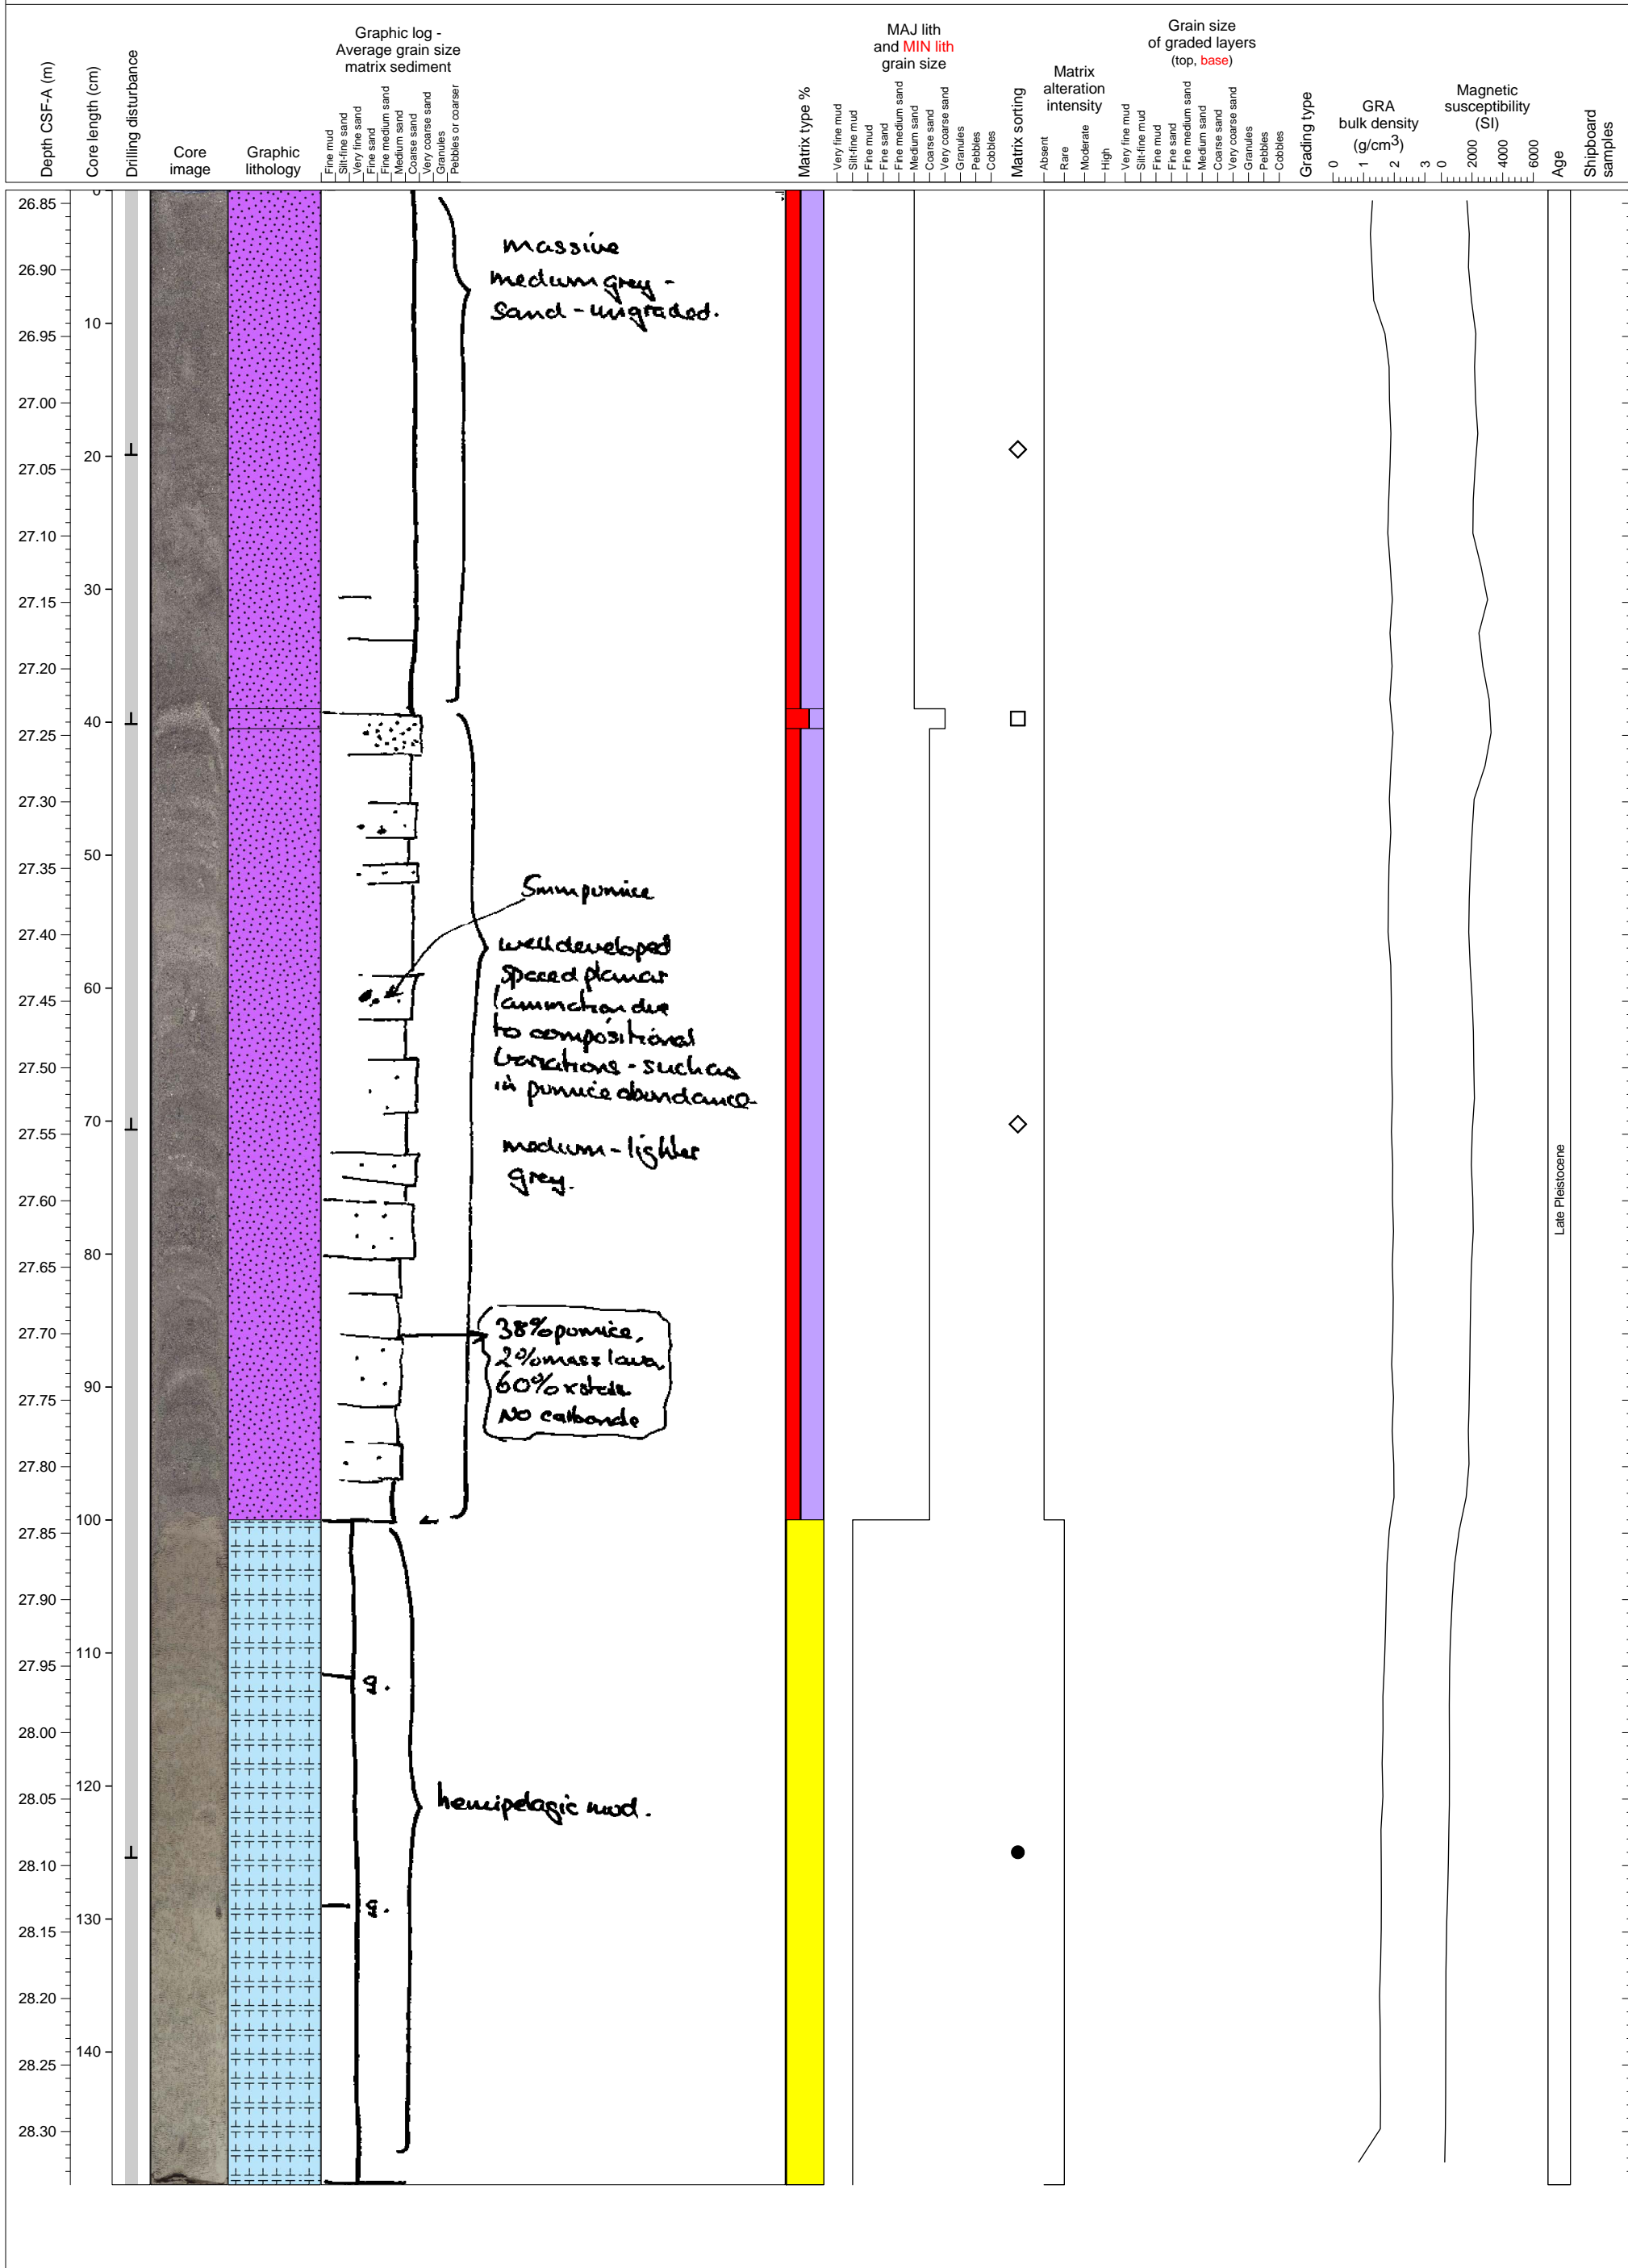 Depth CSF-A (m)
Core length (cm)
Drilling disturbance
Core
image
Graphic
lithology
Graphic log -
Average grain size
matrix sediment
Fine mud
Silt-fine sand
Very fine sand
Fine sand
Fine medium sand
Medium sand
Coarse sand
Very coarse sand
Granules
Pebbles or coarser
Matrix type %
MAJ lith
and MIN lith
grain size
Very fine mud
Silt-fine mud
Fine mud
Fine sand
Fine medium sand
Medium sand
Coarse sand
Very coarse sand
Granules
Pebbles
Cobbles
Matrix sorting
Matrix
alteration
intensity
Absent
Rare
Moderate
High
Grain size
of graded layers
(top, base)
Very fine mud
Silt-fine mud
Fine mud
Fine sand
Fine medium sand
Medium sand
Coarse sand
Very coarse sand
Granules
Pebbles
Cobbles
Grading type
GRA
bulk density
(g/cm3)
0 1 2 3
Magnetic
susceptibility
(SI)
0 2000 4000 6000
Age
Shipboard
samples
26.85
26.90
26.95
27.00
27.05
27.10
27.15
27.20
27.25
27.30
27.35
27.40
27.45
27.50
27.55
27.60
27.65
27.70
27.75
27.80
27.85
27.90
27.95
28.00
28.05
28.10
28.15
28.20
28.25
28.30
0
10
20
30
40
50
60
70
80
90
100
110
120
130
140
massive
medium grey -
sand - ungraded.
5mm pumice
well developed
spaced planar
lamination due
to compositional
variations - such as
in pumice abundance
medium - lighter
grey.
38% pumice,
2% mass lava
60% xstals
No carbonate
hemipelagic mud.
Late Pleistocene